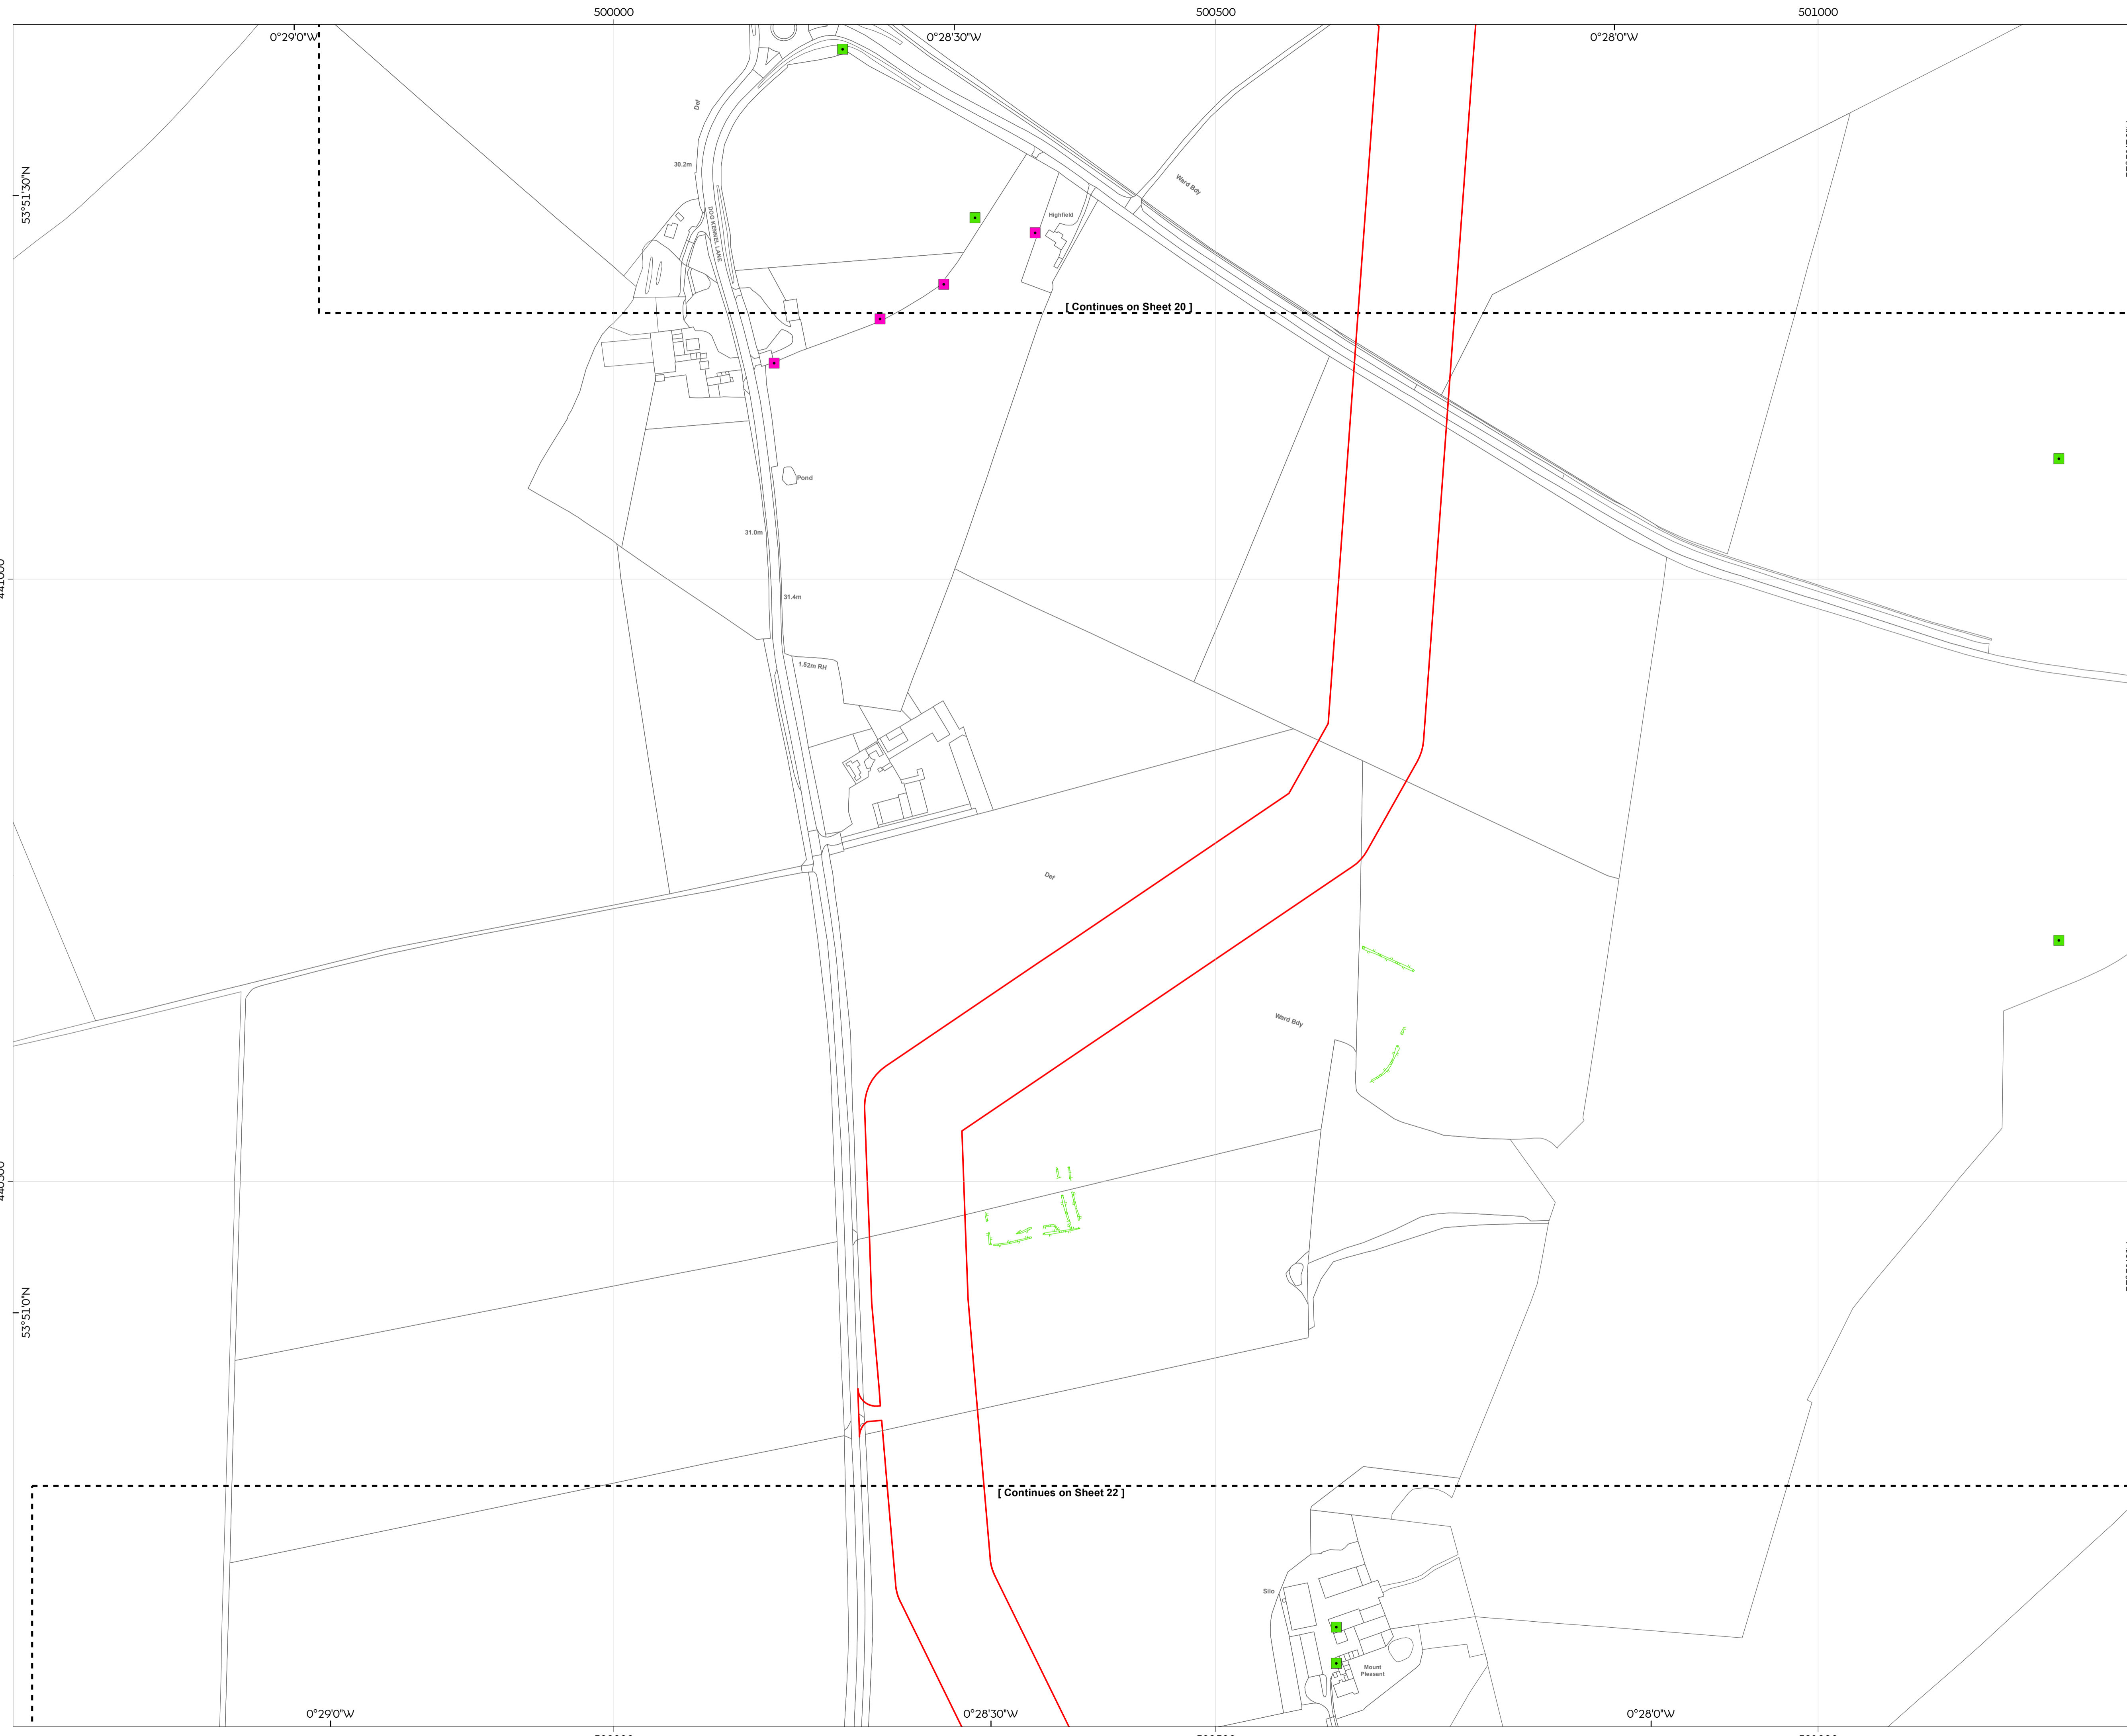 500000
500500
501000
0°29'0"W
0°28'30"W
0°28'0"W
Def
30.2m
53°51'30"N
Ward Bdy
DOG KENNEL LANE
Highfield
[ Continues on Sheet 20 ]
Pond
31.0m
31.4m
1.52m RH
Def
Ward Bdy
53°51'0"N
[ Continues on Sheet 22 ]
Silo
Mount
Pleasant
0°29'0"W
0°28'30"W
0°28'0"W